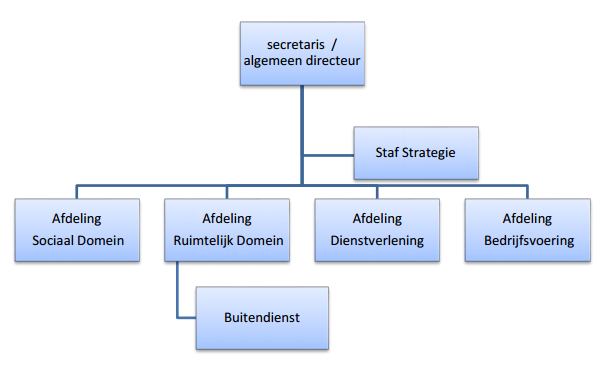 secretaris /
algemeen directeur
Staf Strategie
Afdeling
Sociaal Domein
Afdeling
Ruimtelijk Domein
Afdeling
Dienstverlening
Afdeling
Bedrijfsvoering
Buitendienst